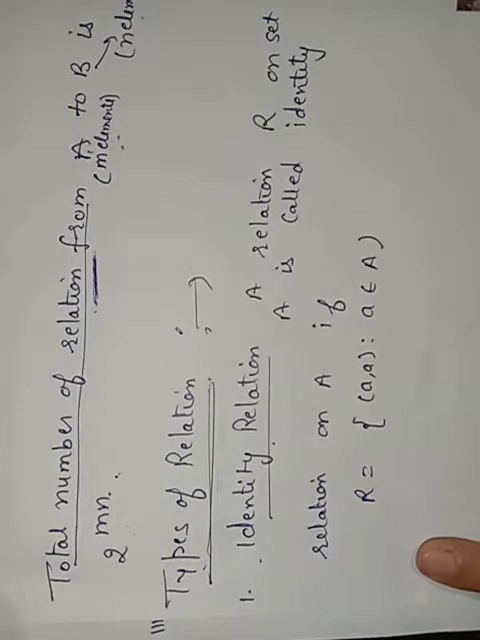 Total number of relation from A to B is
(m elements) (n elem
2 mn.
III Types of Relation : →
1. Identity Relation A relation R on set
A is called identity
relation on A if
R = { (a,a) : a ∈ A )